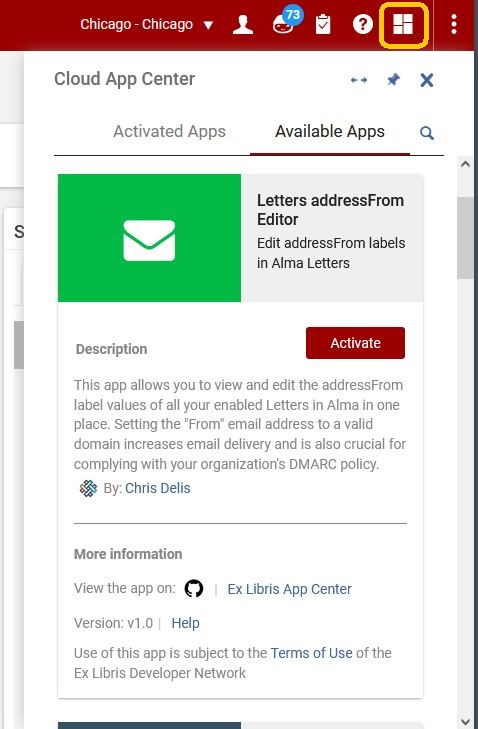 Chicago - Chicago
73
Cloud App Center
Activated Apps
Available Apps
S
Letters addressFrom
Editor
Edit addressFrom labels
in Alma Letters
Description
Activate
This app allows you to view and edit the addressFrom
label values of all your enabled Letters in Alma in one
place. Setting the "From" email address to a valid
domain increases email delivery and is also crucial for
complying with your organization's DMARC policy.
By: Chris Delis
More information
View the app on: | Ex Libris App Center
Version: v1.0 | Help
Use of this app is subject to the Terms of Use of the
Ex Libris Developer Network